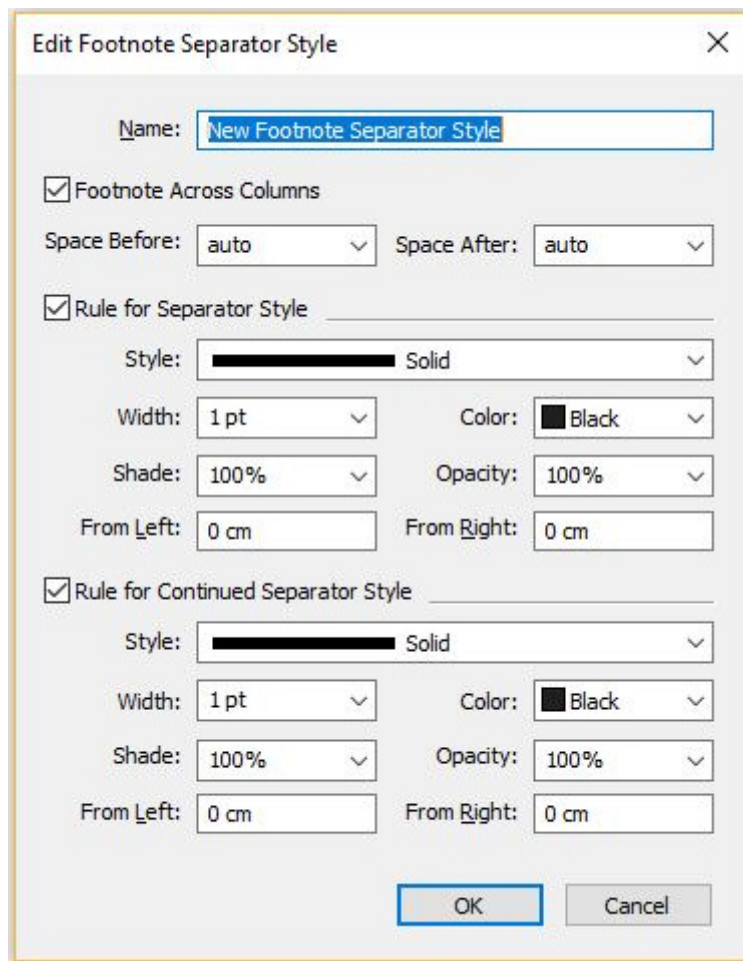 Edit Footnote Separator Style
Name: New Footnote Separator Style
Footnote Across Columns
Space Before: auto Space After: auto
Rule for Separator Style
Style: Solid
Width: 1 pt Color: Black
Shade: 100% Opacity: 100%
From Left: 0 cm From Right: 0 cm
Rule for Continued Separator Style
Style: Solid
Width: 1 pt Color: Black
Shade: 100% Opacity: 100%
From Left: 0 cm From Right: 0 cm
OK Cancel